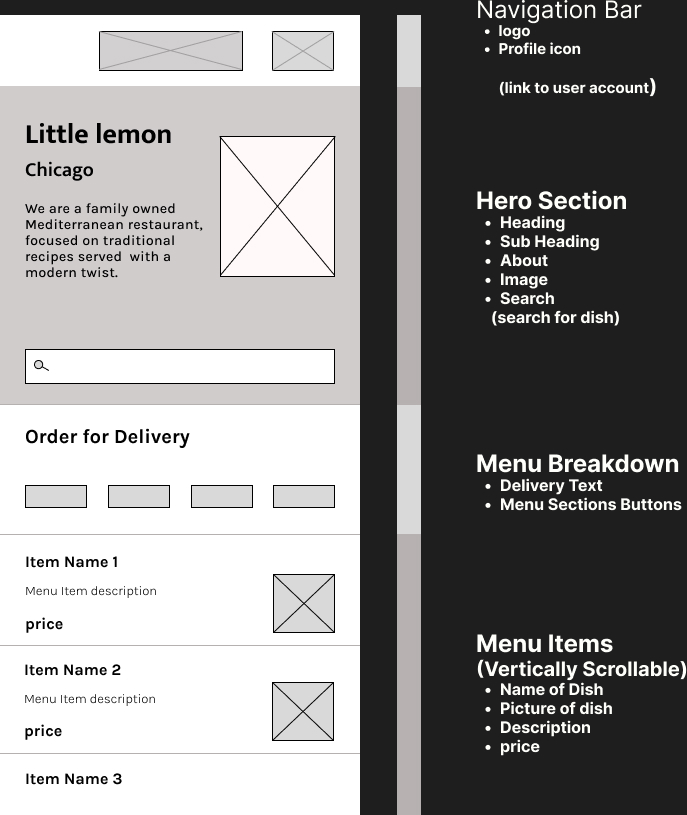 Little lemon
Chicago
We are a family owned
Mediterranean restaurant,
focused on traditional
recipes served with a
modern twist.
Order for Delivery
Item Name 1
Menu Item description
price
Item Name 2
Menu Item description
price
Item Name 3
Navigation Bar
• logo
• Profile icon
(link to user account)
Hero Section
• Heading
• Sub Heading
• About
• Image
• Search
(search for dish)
Menu Breakdown
• Delivery Text
• Menu Sections Buttons
Menu Items
(Vertically Scrollable)
• Name of Dish
• Picture of dish
• Description
• price